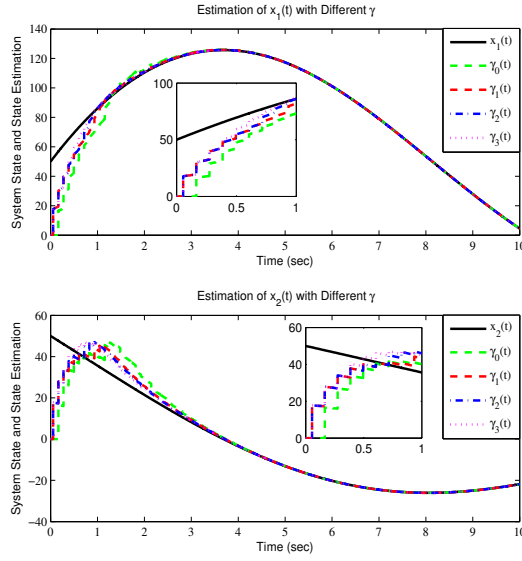 Estimation of x1(t) with Different γ
System State and State Estimation
140
120
100
80
60
40
20
0
0 1 2 3 4 5 6 7 8 9 10
Time (sec)
x1(t)
γ0(t)
γ1(t)
γ2(t)
γ3(t)
100
50
0
0 0.5 1
Estimation of x2(t) with Different γ
System State and State Estimation
60
40
20
0
−20
−40
0 1 2 3 4 5 6 7 8 9 10
Time (sec)
x2(t)
γ0(t)
γ1(t)
γ2(t)
γ3(t)
60
40
20
0
0 0.5 1